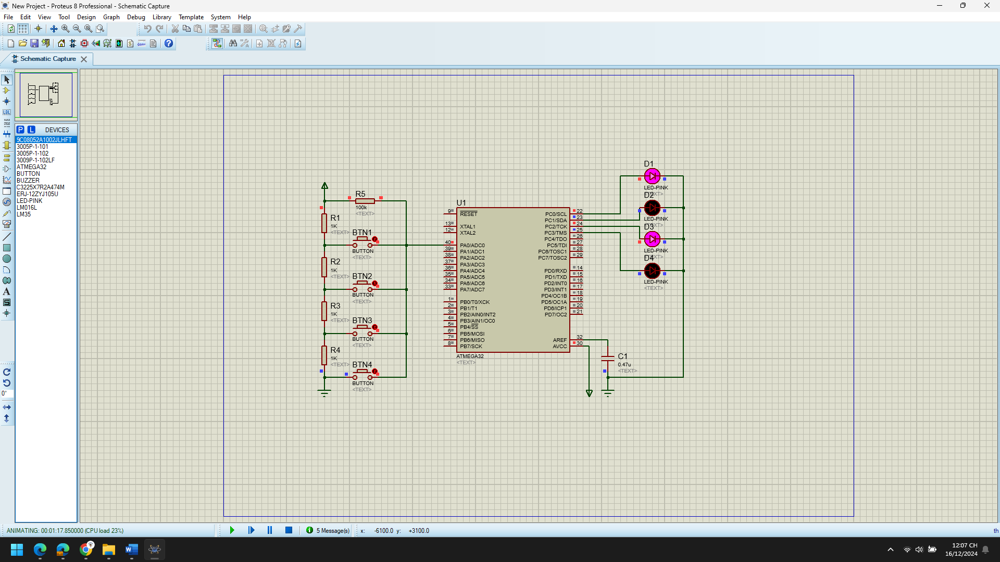 New Project - Proteus 8 Professional - Schematic Capture
File Edit View Tool Design Graph Debug Library Template System Help
Schematic Capture
P L DEVICES
9C08052A1002JLHFT
3005P-1-101
3005P-1-102
3009P-1-102LF
ATMEGA32
BUTTON
BUZZER
C3225X7R2A474M
ERJ-12ZYJ105U
LED-PINK
LM016L
LM35
LBL
A
S
0°
R5
100k
<TEXT>
R1
1K
<TEXT>
BTN1
BUTTON
<TEXT>
R2
1K
<TEXT>
BTN2
BUTTON
<TEXT>
R3
1K
<TEXT>
BTN3
BUTTON
<TEXT>
R4
1K
<TEXT>
BTN4
BUTTON
<TEXT>
U1
9 RESET
13 XTAL1
12 XTAL2
40 PA0/ADC0
39 PA1/ADC1
38 PA2/ADC2
37 PA3/ADC3
36 PA4/ADC4
35 PA5/ADC5
34 PA6/ADC6
33 PA7/ADC7
1 PB0/T0/XCK
2 PB1/T1
3 PB2/AIN0/INT2
4 PB3/AIN1/OC0
5 PB4/SS
6 PB5/MOSI
7 PB6/MISO
8 PB7/SCK
PC0/SCL 22
PC1/SDA 23
PC2/TCK 24
PC3/TMS 25
PC4/TDO 26
PC5/TDI 27
PC6/TOSC1 28
PC7/TOSC2 29
PD0/RXD 14
PD1/TXD 15
PD2/INT0 16
PD3/INT1 17
PD4/OC1B 18
PD5/OC1A 19
PD6/ICP1 20
PD7/OC2 21
AREF 32
AVCC 30
ATMEGA32
<TEXT>
D1
LED-PINK
<TEXT>
D2
LED-PINK
<TEXT>
D3
LED-PINK
<TEXT>
D4
LED-PINK
<TEXT>
C1
0.47u
<TEXT>
ANIMATING: 00:01:17.850000 (CPU load 23%) 5 Message(s) x: -6100.0 y: +3100.0 th
12:07 CH
16/12/2024